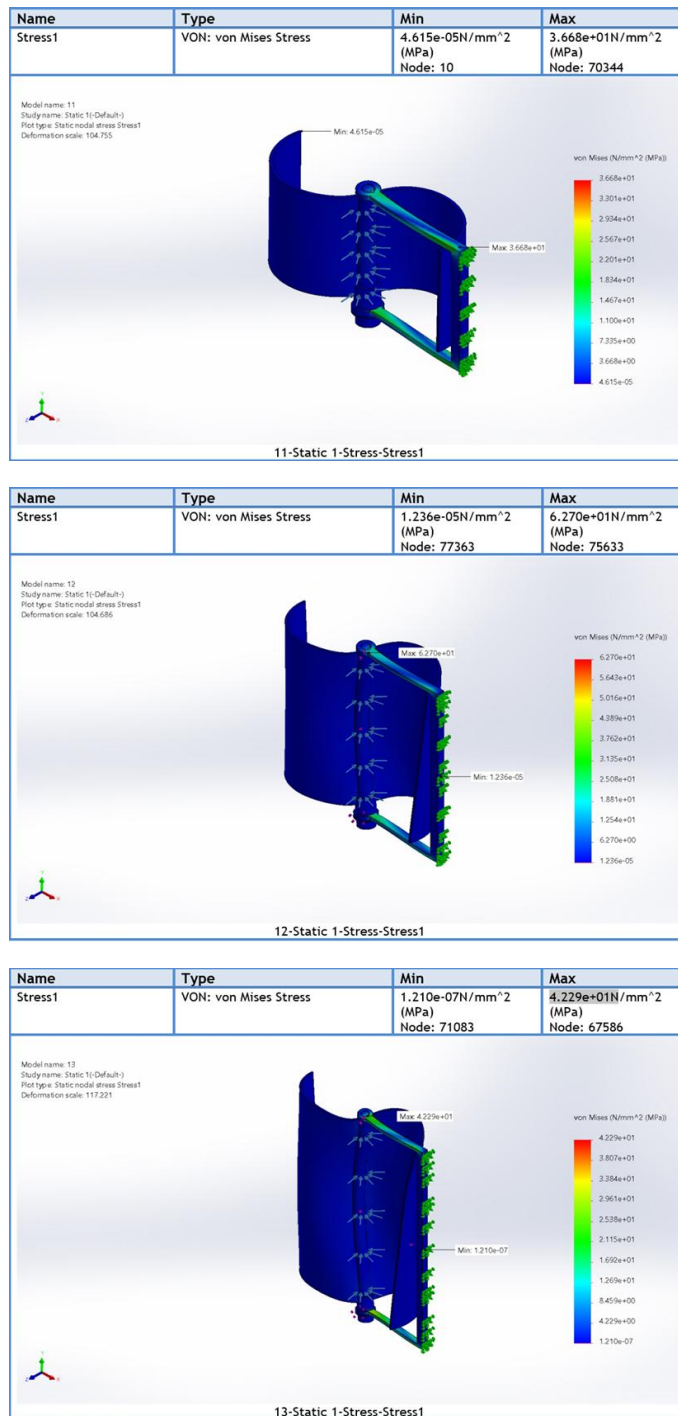 Name Type Min Max
Stress1 VON: von Mises Stress 4.615e-05N/mm^2 3.668e+01N/mm^2
(MPa) (MPa)
Node: 10 Node: 70344
Model name: 11
Study name: Static 1(-Default-)
Plot type: Static nodal stress Stress1
Deformation scale: 104.755
Min: 4.615e-05
von Mises (N/mm^2 (MPa))
3.668e+01
3.301e+01
2.934e+01
2.567e+01
2.201e+01
1.834e+01
1.467e+01
1.100e+01
7.335e+00
3.668e+00
4.615e-05
Max: 3.668e+01
Y
Z X
11-Static 1-Stress-Stress1
Name Type Min Max
Stress1 VON: von Mises Stress 1.236e-05N/mm^2 6.270e+01N/mm^2
(MPa) (MPa)
Node: 77363 Node: 75633
Model name: 12
Study name: Static 1(-Default-)
Plot type: Static nodal stress Stress1
Deformation scale: 104.686
von Mises (N/mm^2 (MPa))
Max: 6.270e+01
6.270e+01
5.643e+01
5.016e+01
4.389e+01
3.762e+01
3.135e+01
2.508e+01
1.881e+01
1.254e+01
6.270e+00
1.236e-05
Min: 1.236e-05
Y
Z X
12-Static 1-Stress-Stress1
Name Type Min Max
Stress1 VON: von Mises Stress 1.210e-07N/mm^2 4.229e+01N/mm^2
(MPa) (MPa)
Node: 71083 Node: 67586
Model name: 13
Study name: Static 1(-Default-)
Plot type: Static nodal stress Stress1
Deformation scale: 117.221
Max: 4.229e+01
von Mises (N/mm^2 (MPa))
4.229e+01
3.807e+01
3.384e+01
2.961e+01
2.538e+01
2.115e+01
1.692e+01
1.269e+01
8.459e+00
4.229e+00
1.210e-07
Min: 1.210e-07
Y
Z X
13-Static 1-Stress-Stress1